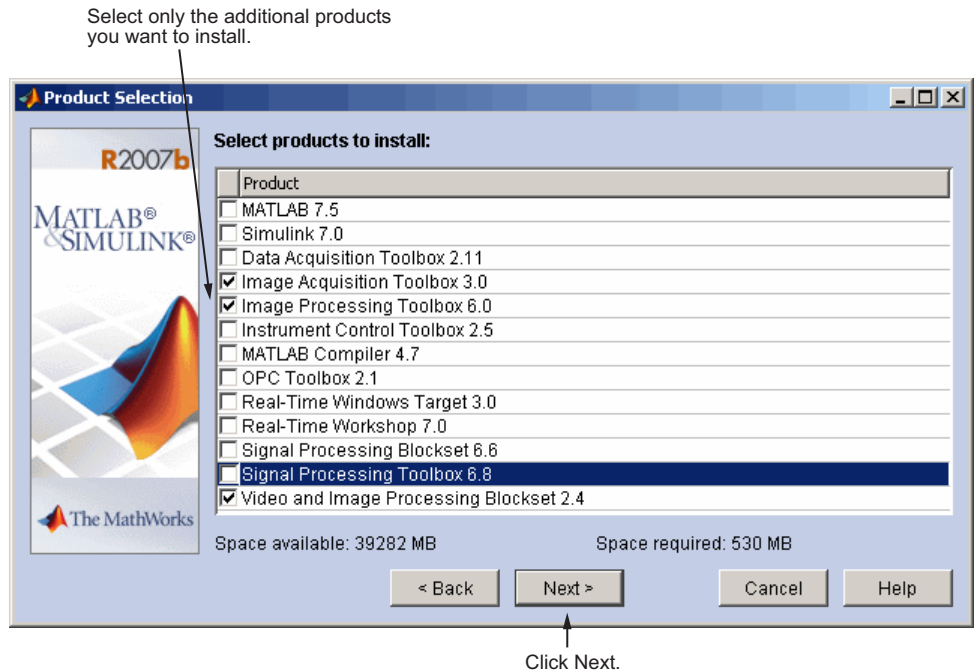 Select only the additional products
you want to install.
Product Selection
R2007b
MATLAB®
&SIMULINK®
The MathWorks
Select products to install:
Product
MATLAB 7.5
Simulink 7.0
Data Acquisition Toolbox 2.11
Image Acquisition Toolbox 3.0
Image Processing Toolbox 6.0
Instrument Control Toolbox 2.5
MATLAB Compiler 4.7
OPC Toolbox 2.1
Real-Time Windows Target 3.0
Real-Time Workshop 7.0
Signal Processing Blockset 6.6
Signal Processing Toolbox 6.8
Video and Image Processing Blockset 2.4
Space available: 39282 MB Space required: 530 MB
< Back Next > Cancel Help
Click Next.